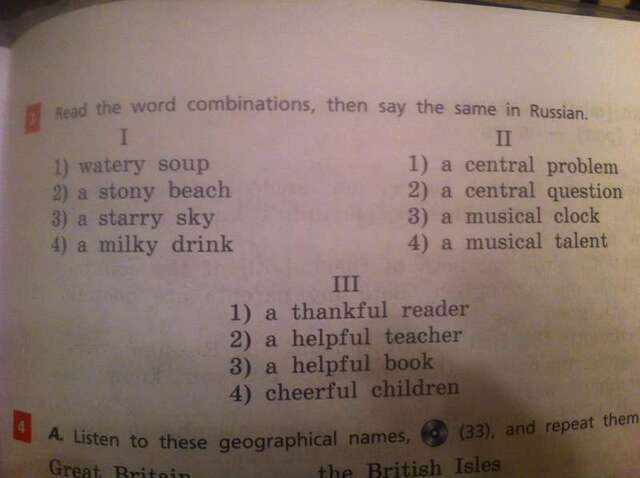 3 Read the word combinations, then say the same in Russian.
I
1) watery soup
2) a stony beach
3) a starry sky
4) a milky drink
II
1) a central problem
2) a central question
3) a musical clock
4) a musical talent
III
1) a thankful reader
2) a helpful teacher
3) a helpful book
4) cheerful children
4 A. Listen to these geographical names, (33), and repeat them
Great Britain the British Isles